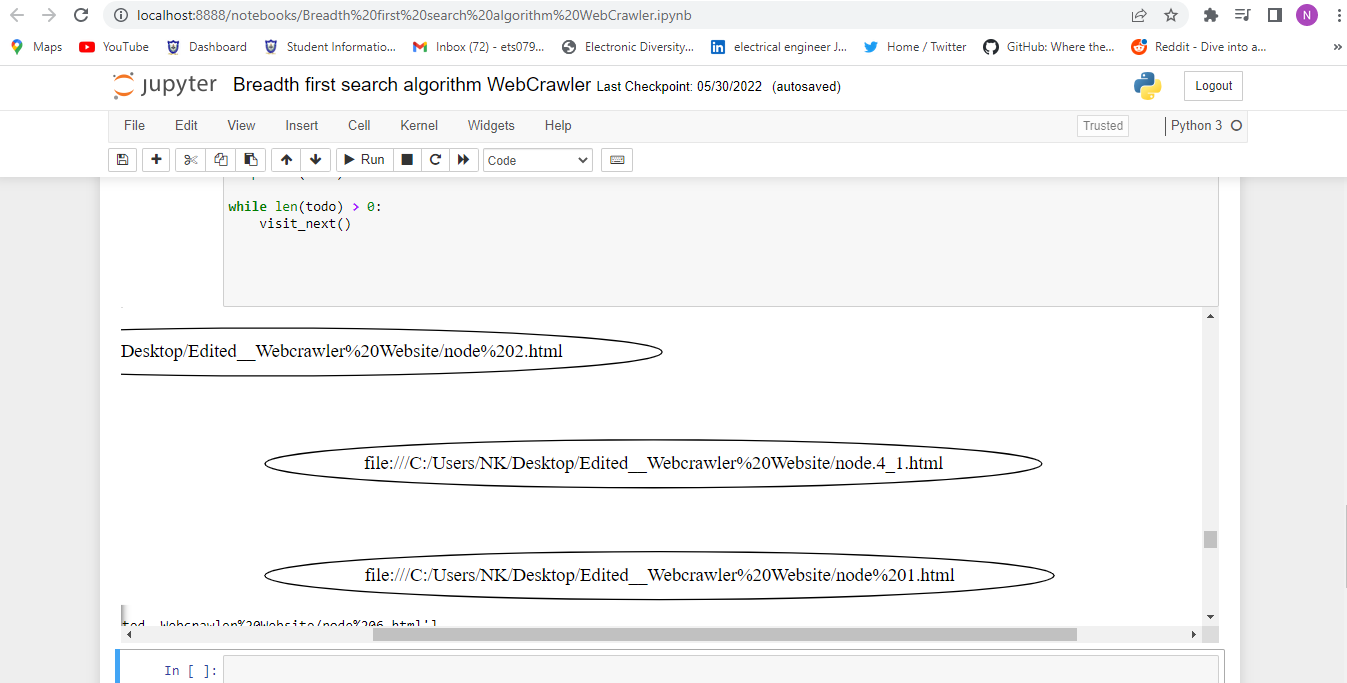 localhost:8888/notebooks/Breadth%20first%20search%20algorithm%20WebCrawler.ipynb
N
Maps YouTube Dashboard Student Informatio... Inbox (72) - ets079... Electronic Diversity... electrical engineer J... Home / Twitter GitHub: Where the... Reddit - Dive into a... »
jupyter Breadth first search algorithm WebCrawler Last Checkpoint: 05/30/2022 (autosaved) Logout
File Edit View Insert Cell Kernel Widgets Help Trusted Python 3
Run Code
while len(todo) > 0:
visit_next()
Desktop/Edited__Webcrawler%20Website/node%202.html
file:///C:/Users/NK/Desktop/Edited__Webcrawler%20Website/node.4_1.html
file:///C:/Users/NK/Desktop/Edited__Webcrawler%20Website/node%201.html
ted__Webcrawler%20Website/node%206.html']
In [ ]: